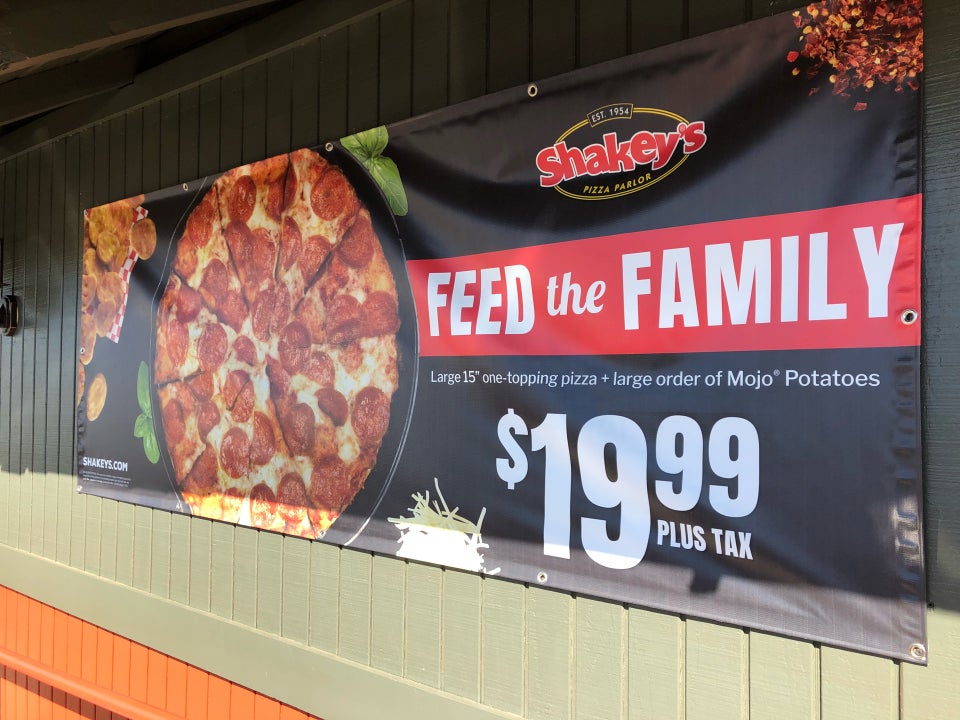 EST. 1954
Shakey's
PIZZA PARLOR
FEED the FAMILY
Large 15" one-topping pizza + large order of Mojo® Potatoes
$19 99
PLUS TAX
SHAKEYS.COM